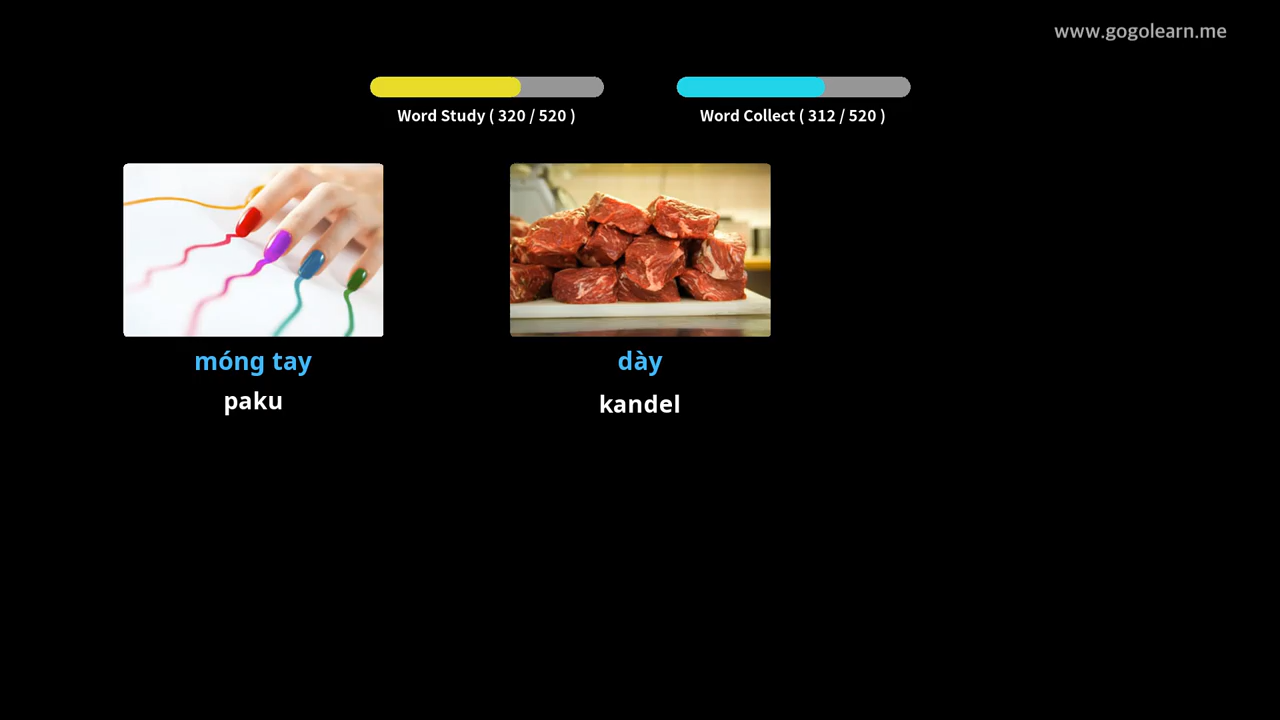 www.gogolearn.me
Word Study ( 320 / 520 )
Word Collect ( 312 / 520 )
móng tay
paku
dày
kandel